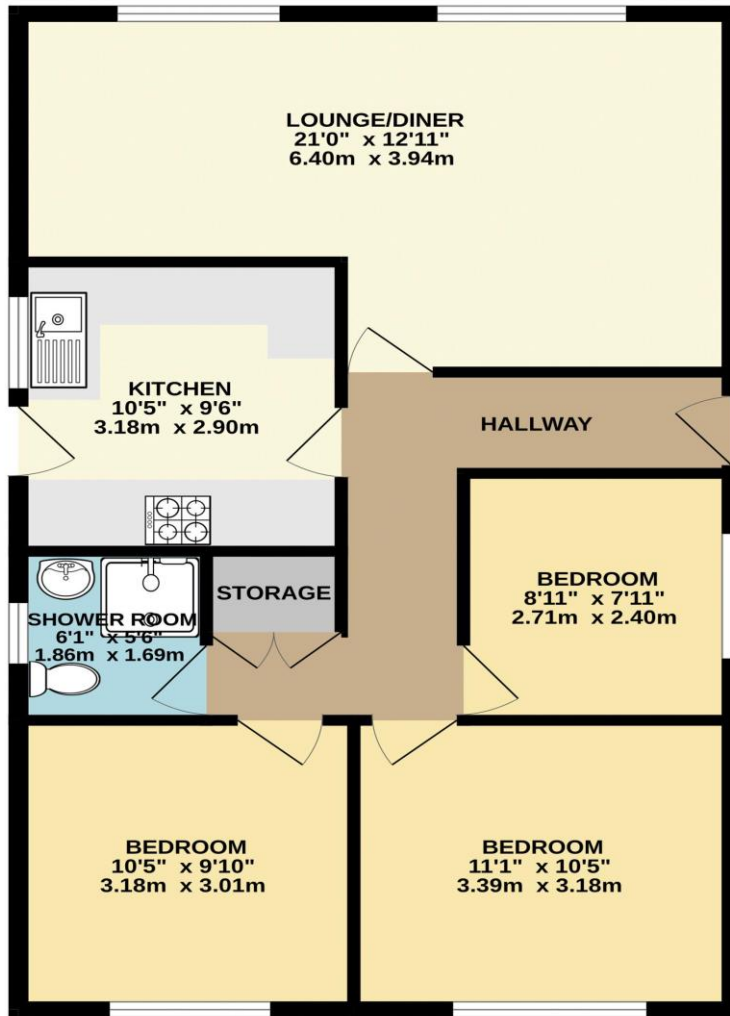 LOUNGE/DINER
21'0" x 12'11"
6.40m x 3.94m
KITCHEN
10'5" x 9'6"
3.18m x 2.90m
HALLWAY
BEDROOM
8'11" x 7'11"
2.71m x 2.40m
STORAGE
SHOWER ROOM
6'1" x 5'6"
1.86m x 1.69m
BEDROOM
10'5" x 9'10"
3.18m x 3.01m
BEDROOM
11'1" x 10'5"
3.39m x 3.18m